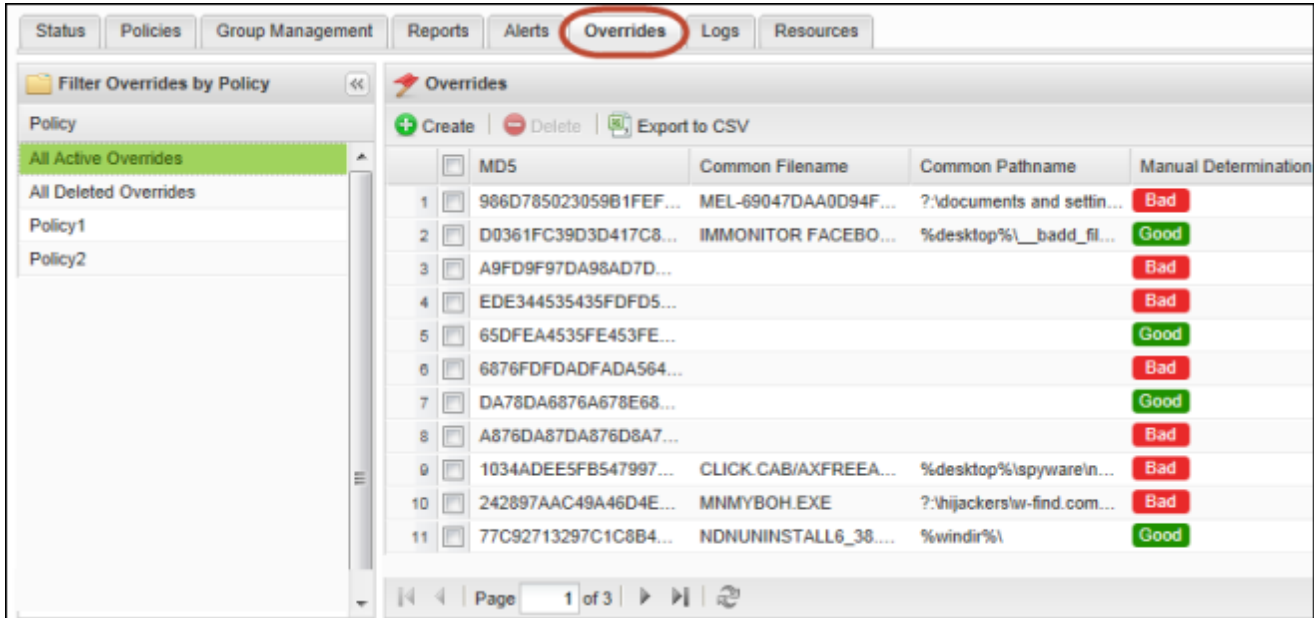 Status Policies Group Management Reports Alerts Overrides Logs Resources
Filter Overrides by Policy
Policy
All Active Overrides
All Deleted Overrides
Policy1
Policy2
Overrides
Create Delete Export to CSV
MD5 Common Filename Common Pathname Manual Determination
1 986D785023059B1FEF... MEL-69047DAA0D94F... ?:\documents and settin... Bad
2 D0361FC39D3D417C8... IMMONITOR FACEBO... %desktop%\__badd_fil... Good
3 A9FD9F97DA98AD7D... Bad
4 EDE344535435FDFD5... Bad
5 65DFEA4535FE453FE... Good
6 6876FDFDADFADA564... Bad
7 DA78DA6876A678E68... Good
8 A876DA87DA876D8A7... Bad
9 1034ADEE5FB547997... CLICK.CAB/AXFREEA... %desktop%\spyware\n... Bad
10 242897AAC49A46D4E... MNMYBOH.EXE ?:\hijackers\w-find.com... Bad
11 77C92713297C1C8B4... NDNUNINSTALL6_38.... %windir%\ Good
Page 1 of 3